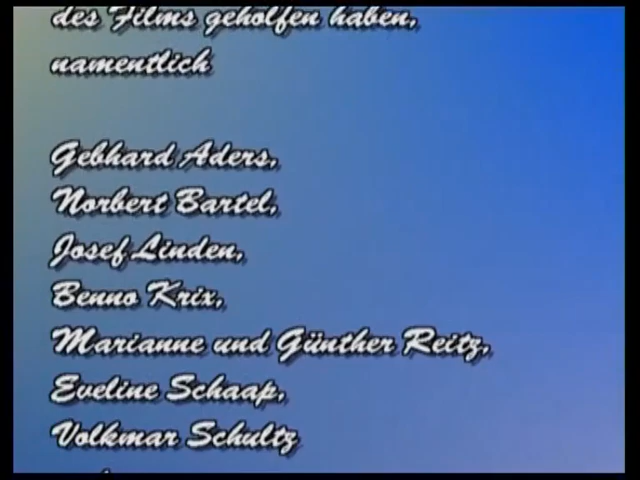 des Films geholfen haben,
namentlich
Gebhard Aders,
Norbert Bartel,
Josef Linden,
Benno Krix,
Marianne und Günther Reitz,
Eveline Schaap,
Volkmar Schultz